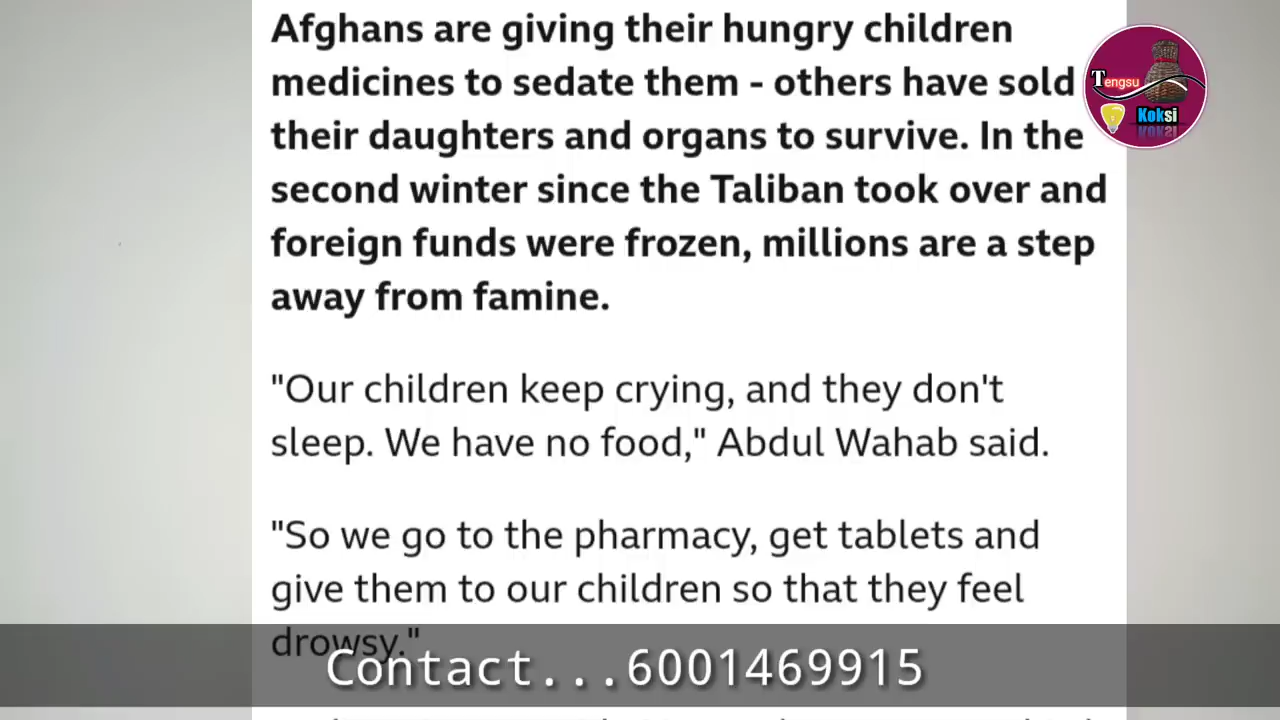 Afghans are giving their hungry children
medicines to sedate them - others have sold
their daughters and organs to survive. In the
second winter since the Taliban took over and
foreign funds were frozen, millions are a step
away from famine.
"Our children keep crying, and they don't
sleep. We have no food," Abdul Wahab said.
"So we go to the pharmacy, get tablets and
give them to our children so that they feel
drowsy."
Contact...6001469915
Tengsu
Koksi